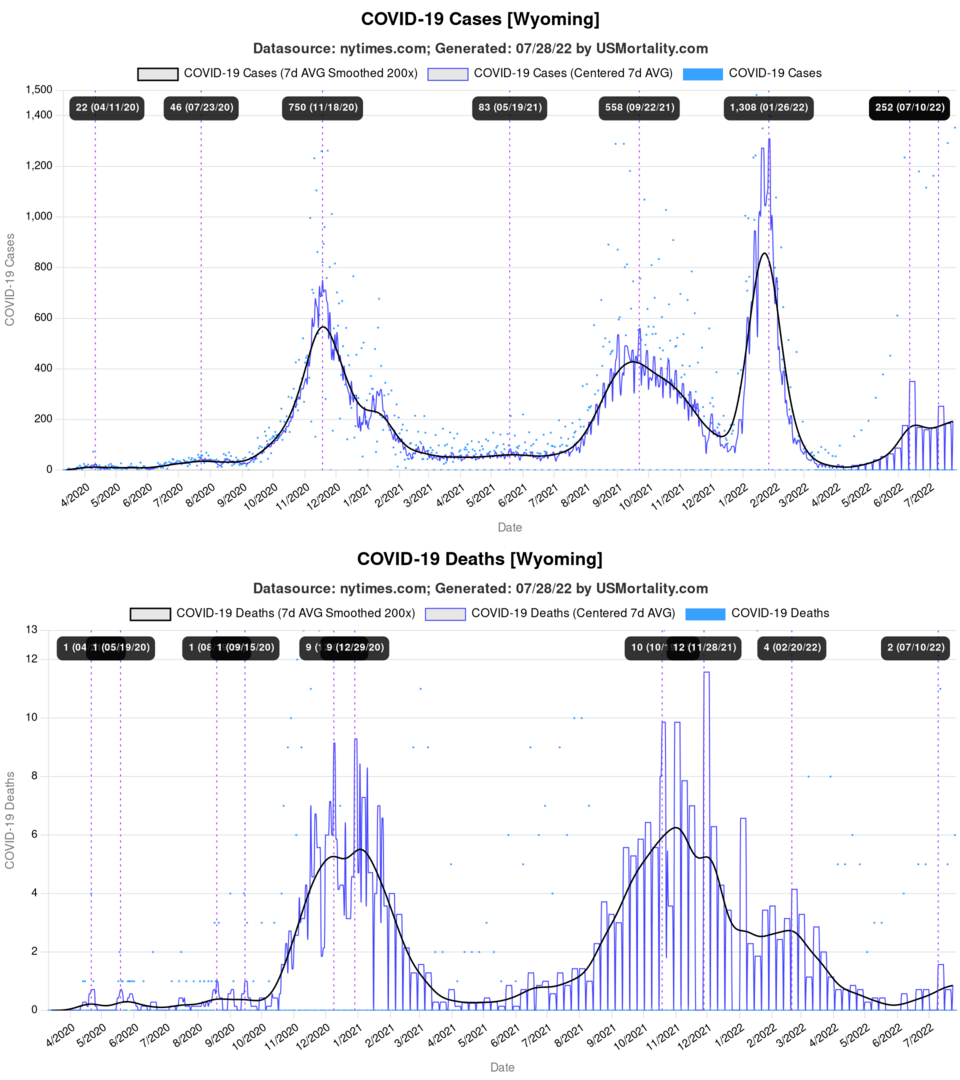 COVID-19 Cases [Wyoming]
Datasource: nytimes.com; Generated: 07/28/22 by USMortality.com
COVID-19 Cases (7d AVG Smoothed 200x) COVID-19 Cases (Centered 7d AVG) COVID-19 Cases
1,500
22 (04/11/20) 46 (07/23/20) 750 (11/18/20) 83 (05/19/21) 558 (09/22/21) 1,308 (01/26/22) 252 (07/10/22)
1,400
1,200
1,000
800
600
400
200
0
COVID-19 Cases
4/2020 5/2020 6/2020 7/2020 8/2020 9/2020 10/2020 11/2020 12/2020 1/2021 2/2021 3/2021 4/2021 5/2021 6/2021 7/2021 8/2021 9/2021 10/2021 11/2021 12/2021 1/2022 2/2022 3/2022 4/2022 5/2022 6/2022 7/2022
Date
COVID-19 Deaths [Wyoming]
Datasource: nytimes.com; Generated: 07/28/22 by USMortality.com
COVID-19 Deaths (7d AVG Smoothed 200x) COVID-19 Deaths (Centered 7d AVG) COVID-19 Deaths
13
1 (04 1 (05/19/20) 1 (08 1 (09/15/20) 9 ( 9 (12/29/20) 10 (10/ 12 (11/28/21) 4 (02/20/22) 2 (07/10/22)
12
10
8
6
4
2
0
COVID-19 Deaths
4/2020 5/2020 6/2020 7/2020 8/2020 9/2020 10/2020 11/2020 12/2020 1/2021 2/2021 3/2021 4/2021 5/2021 6/2021 7/2021 8/2021 9/2021 10/2021 11/2021 12/2021 1/2022 2/2022 3/2022 4/2022 5/2022 6/2022 7/2022
Date